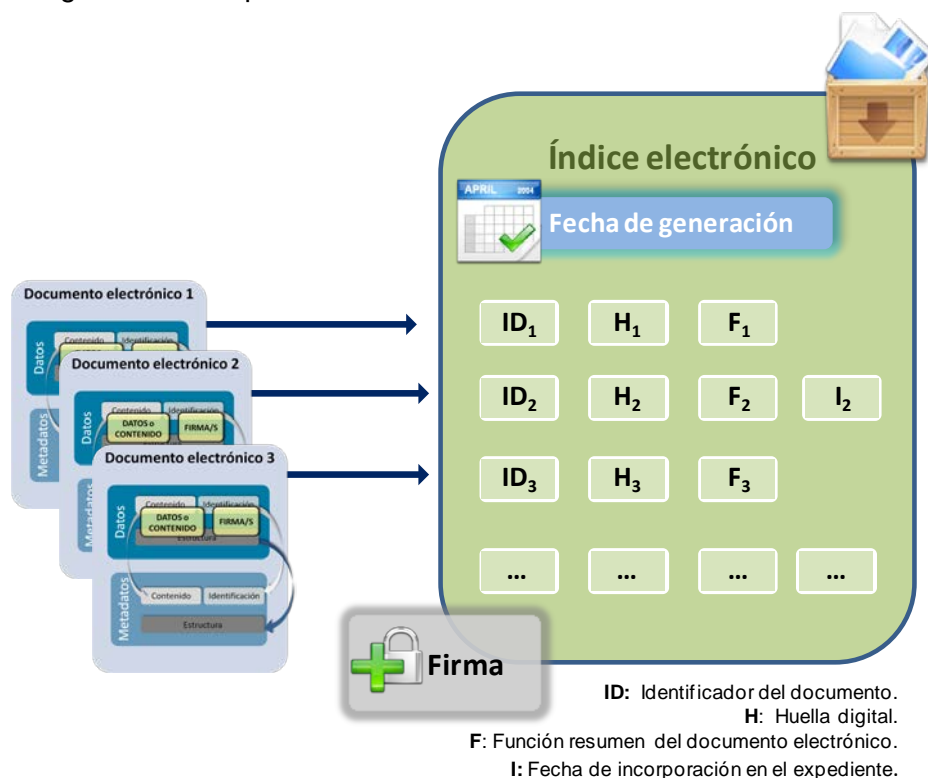 Índice electrónico
APRIL 2004
Fecha de generación
Documento electrónico 1
Datos
Contenido Identificación
Metadatos
Documento electrónico 2
Datos
Contenido Identificación
DATOS o
CONTENIDO
FIRMA/S
Metadatos
Documento electrónico 3
Datos
Contenido Identificación
DATOS o
CONTENIDO
FIRMA/S
Estructura
Metadatos
Contenido Identificación
Estructura
ID1 H1 F1
ID2 H2 F2 I2
ID3 H3 F3
... ... ... ...
Firma
ID: Identificador del documento.
H: Huella digital.
F: Función resumen del documento electrónico.
I: Fecha de incorporación en el expediente.